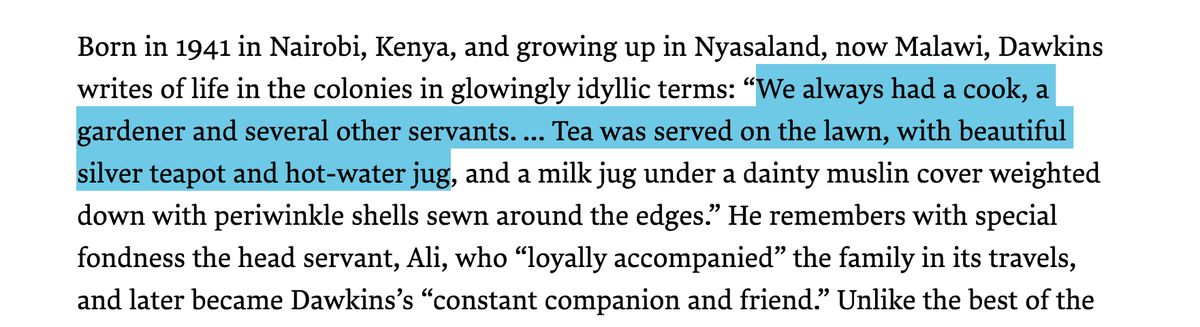 Born in 1941 in Nairobi, Kenya, and growing up in Nyasaland, now Malawi, Dawkins
writes of life in the colonies in glowingly idyllic terms: “We always had a cook, a
gardener and several other servants. ... Tea was served on the lawn, with beautiful
silver teapot and hot-water jug, and a milk jug under a dainty muslin cover weighted
down with periwinkle shells sewn around the edges.” He remembers with special
fondness the head servant, Ali, who “loyally accompanied” the family in its travels,
and later became Dawkins’s “constant companion and friend.” Unlike the best of the